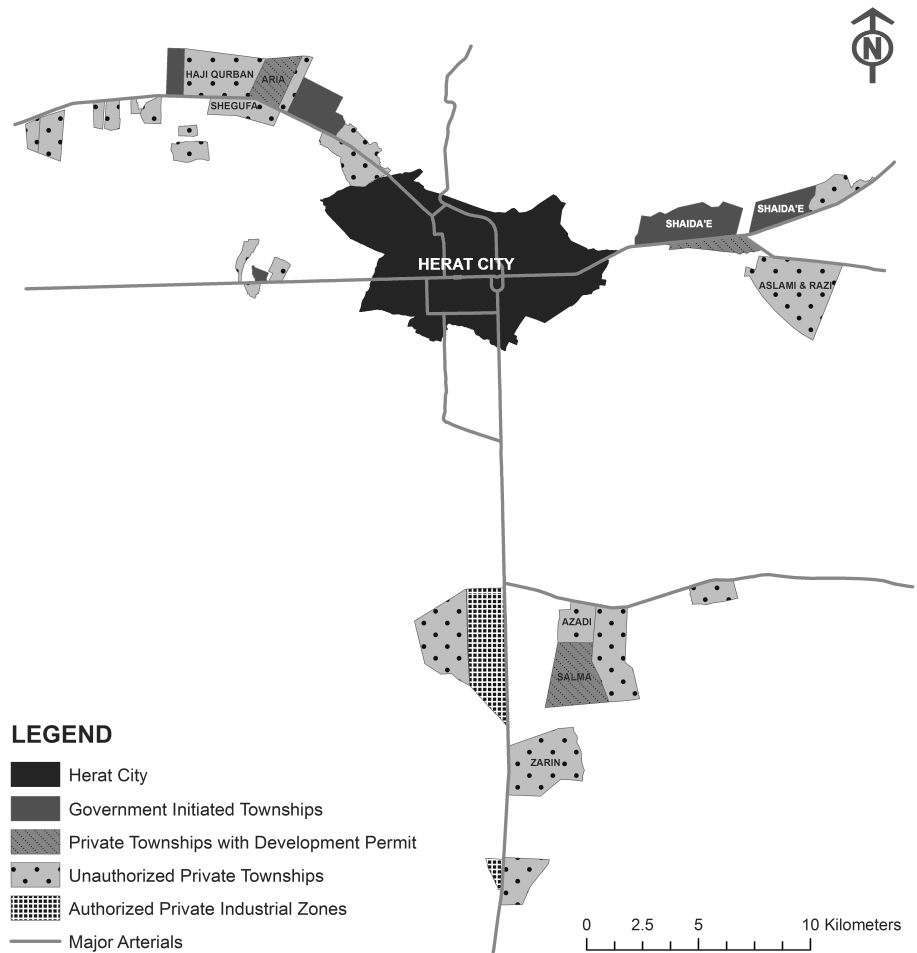 N
HAJI QURBAN
ARIA
SHEGUFA
SHAIDA'E
SHAIDA'E
HERAT CITY
ASLAMI & RAZI
AZADI
SALMA
ZARIN
LEGEND
Herat City
Government Initiated Townships
Private Townships with Development Permit
Unauthorized Private Townships
Authorized Private Industrial Zones
Major Arterials
0 2.5 5 10 Kilometers